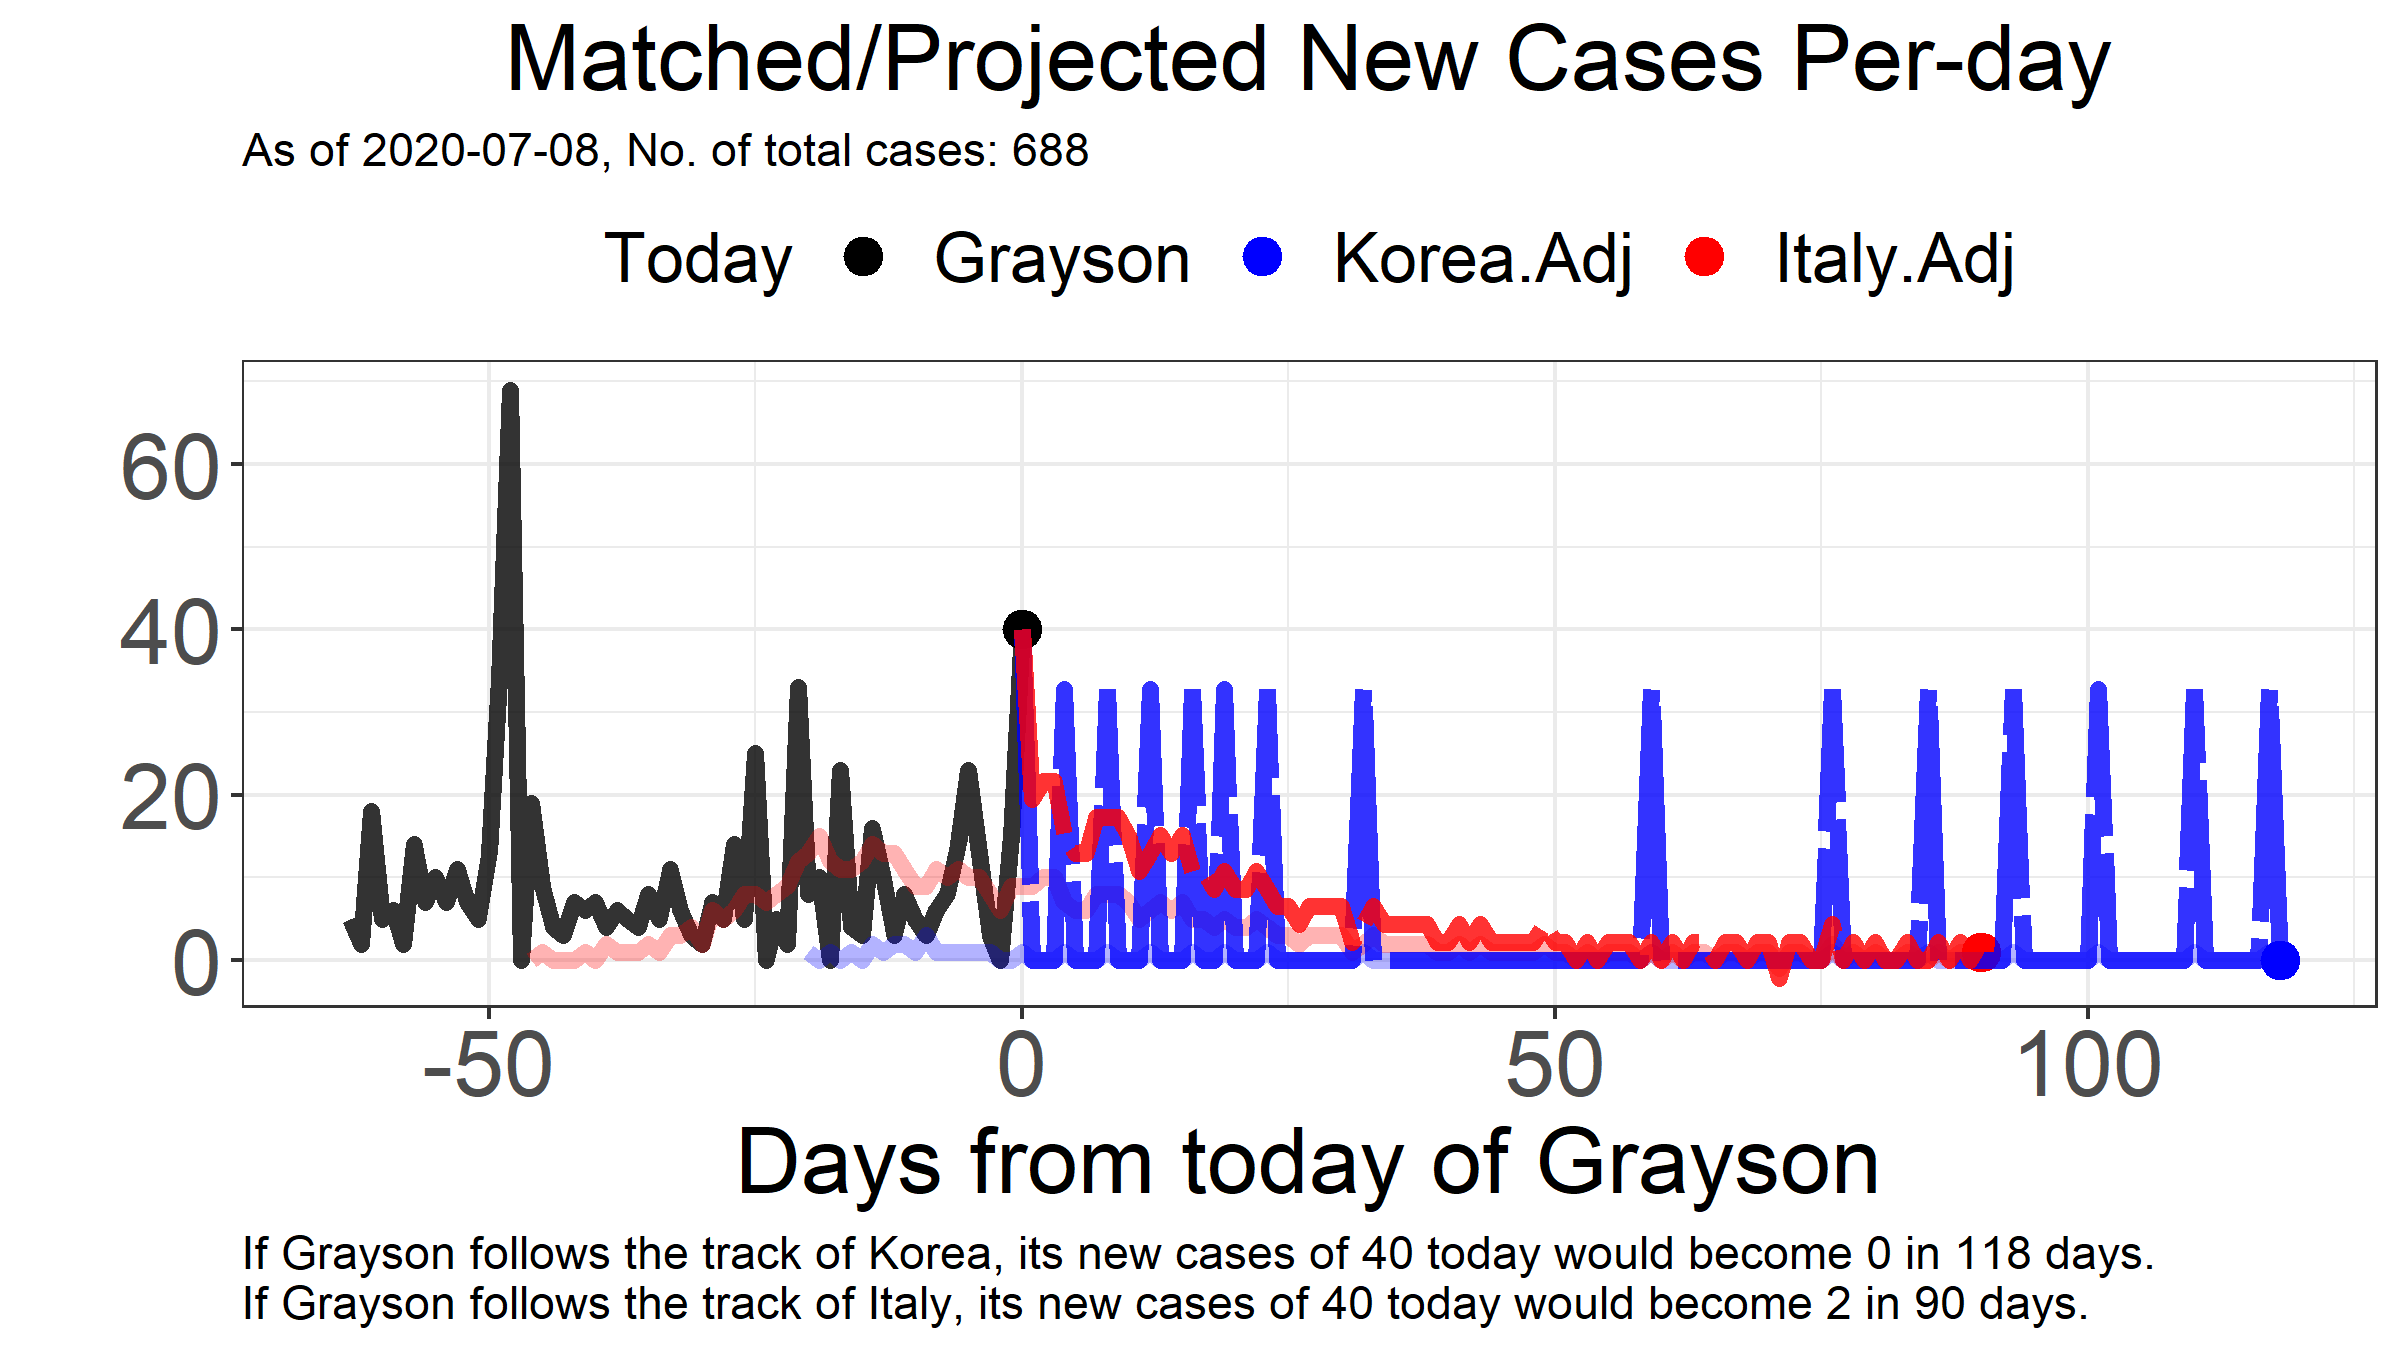 Matched/Projected New Cases Per-day
As of 2020-07-08, No. of total cases: 688
Today Grayson Korea.Adj Italy.Adj
60
40
20
0
-50 0 50 100
Days from today of Grayson
If Grayson follows the track of Korea, its new cases of 40 today would become 0 in 118 days.
If Grayson follows the track of Italy, its new cases of 40 today would become 2 in 90 days.